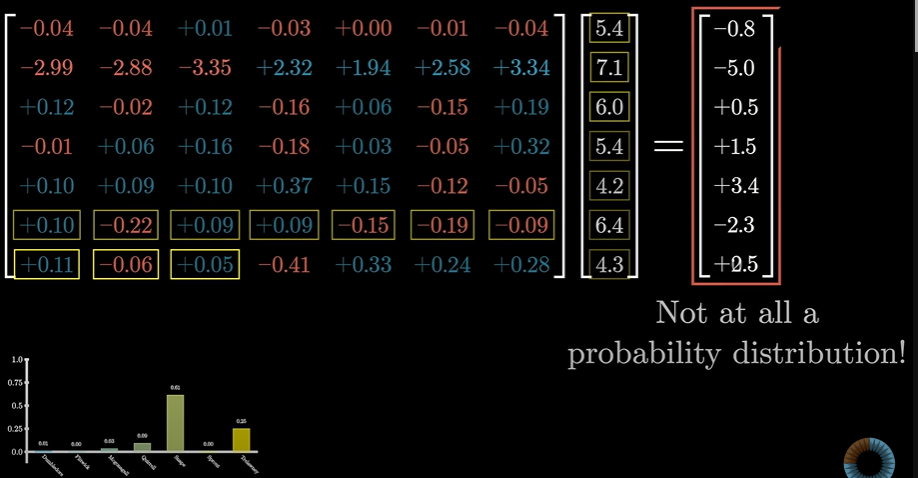 −0.04 −0.04 +0.01 −0.03 +0.00 −0.01 −0.04 5.4 −0.8
−2.99 −2.88 −3.35 +2.32 +1.94 +2.58 +3.34 7.1 −5.0
+0.12 −0.02 +0.12 −0.16 +0.06 −0.15 +0.19 6.0 +0.5
−0.01 +0.06 +0.16 −0.18 +0.03 −0.05 +0.32 5.4 = +1.5
+0.10 +0.09 +0.10 +0.37 +0.15 −0.12 −0.05 4.2 +3.4
+0.10 −0.22 +0.09 +0.09 −0.15 −0.19 −0.09 6.4 −2.3
+0.11 −0.06 +0.05 −0.41 +0.33 +0.24 +0.28 4.3
Not at all a
probability distribution!
1.0
0.75
0.5
0.25
0.0
0.01 0.00 0.03 0.09 0.61 0.00 0.25
Dumbledore Flitwick Mcgonagall Quirrell Snape Sprout Trelawney